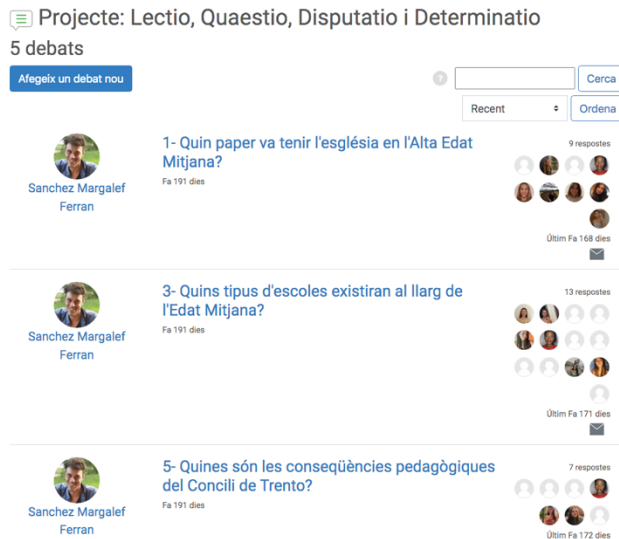 Projecte: Lectio, Quaestio, Disputatio i Determinatio
5 debats
Afegeix un debat nou
?
Cerca
Recent
Ordena
1- Quin paper va tenir l'església en l'Alta Edat
Mitjana?
Fa 191 dies
Sanchez Margalef
Ferran
9 respostes
Últim Fa 168 dies
3- Quins tipus d'escoles existiran al llarg de
l'Edat Mitjana?
Fa 191 dies
Sanchez Margalef
Ferran
13 respostes
Últim Fa 171 dies
5- Quines són les conseqüències pedagògiques
del Concili de Trento?
Fa 191 dies
Sanchez Margalef
Ferran
7 respostes
Últim Fa 172 dies